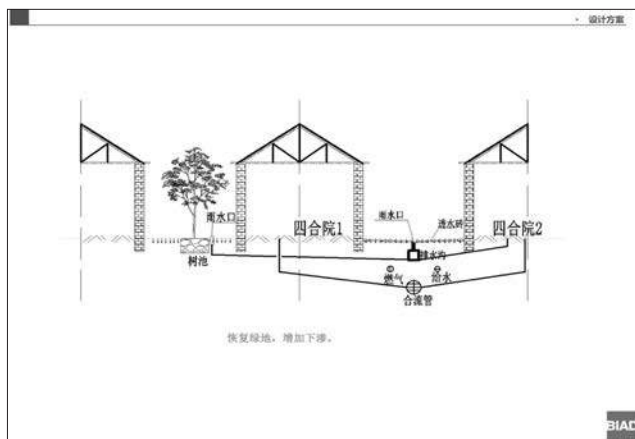 · 设计方案
雨水口
雨水口
透水砖
四合院1
四合院2
排水沟
树池
燃气
给水
合流管
恢复绿地，增加下渗。
BIAD